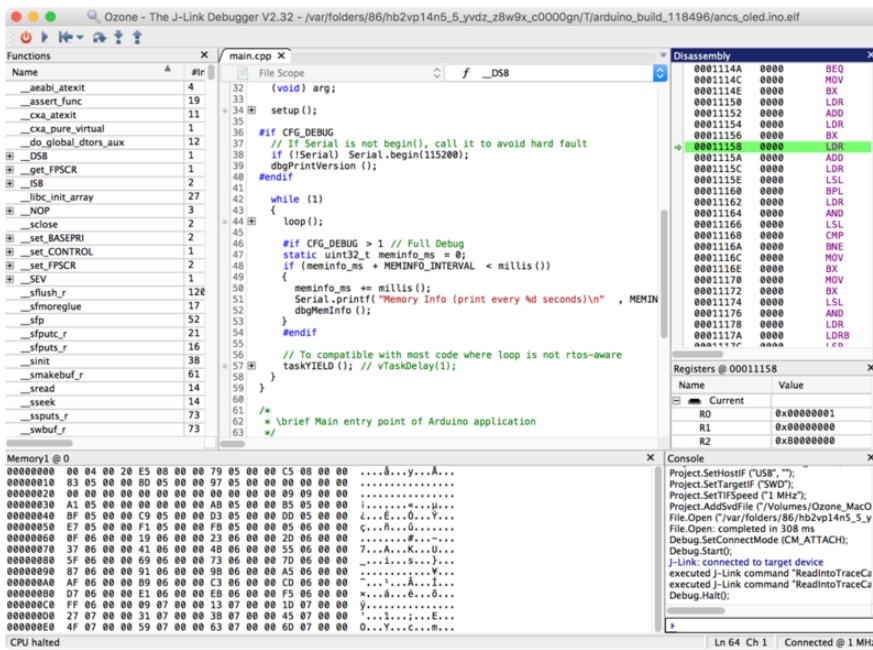 Ozone - The J-Link Debugger V2.32 - /var/folders/86/hb2vp14n5_5_yvdz_z8w9x_c0000gn/T/arduino_build_118496/ancs_oled.ino.elf
Functions
Name #Ir
__aeabi_atexit 4
__assert_func 19
__cxa_atexit 11
__cxa_pure_virtual 1
__do_global_dtors_aux 12
__DSB 1
__get_FPSCR 1
__ISB 2
__libc_init_array 27
__NOP 3
__sclose 2
__set_BASEPRI 2
__set_CONTROL 1
__set_FPSCR 2
__SEV 1
__sflush_r 120
__sfmoreglue 17
__sfp 52
__sfputc_r 21
__sfputs_r 16
__sinit 38
__smakebuf_r 61
__sread 14
__sseek 14
__ssputs_r 73
__swbuf_r 73
main.cpp
File Scope f __DSB
32 (void) arg;
33
34 setup();
35
36 #if CFG_DEBUG
37 // If Serial is not begin(), call it to avoid hard fault
38 if (!Serial) Serial.begin(115200);
39 dbgPrintVersion ();
40 #endif
41
42 while (1)
43 {
44 loop();
45
46 #if CFG_DEBUG > 1 // Full Debug
47 static uint32_t meminfo_ms = 0;
48 if (meminfo_ms + MEMINFO_INTERVAL < millis())
49 {
50 meminfo_ms += millis();
51 Serial.printf("Memory Info (print every %d seconds)\n" , MEMIN
52 dbgMemInfo ();
53 }
54 #endif
55
56 // To compatible with most code where loop is not rtos-aware
57 taskYIELD(); // vTaskDelay(1);
58 }
59 }
60
61 /*
62 * \brief Main entry point of Arduino application
63 */
Disassembly
0001114A 0000 BEQ
0001114C 0000 MOV
0001114E 0000 BX
00011150 0000 LDR
00011152 0000 ADD
00011154 0000 LDR
00011156 0000 BX
00011158 0000 LDR
0001115A 0000 ADD
0001115C 0000 LDR
0001115E 0000 LSL
00011160 0000 BPL
00011162 0000 LDR
00011164 0000 AND
00011166 0000 LSL
00011168 0000 CMP
0001116A 0000 BNE
0001116C 0000 MOV
0001116E 0000 BX
00011170 0000 MOV
00011172 0000 BX
00011174 0000 LSL
00011176 0000 AND
00011178 0000 LDR
0001117A 0000 LDRB
Registers @ 00011158
Name Value
Current
R0 0x00000001
R1 0x00000000
R2 0x80000000
Memory1 @ 0
00000000 00 04 00 20 E5 08 00 00 79 05 00 00 C5 08 00 00 ....å...y...Å...
00000010 83 05 00 00 8D 05 00 00 97 05 00 00 00 00 00 00 ................
00000020 00 00 00 00 00 00 00 00 00 00 00 00 09 09 00 00 ................
00000030 A1 05 00 00 00 00 00 00 AB 05 00 00 B5 05 00 00 ¡.......«...µ...
00000040 BF 05 00 00 C9 05 00 00 D3 05 00 00 DD 05 00 00 ¿...É...Ó...Ý...
00000050 E7 05 00 00 F1 05 00 00 FB 05 00 00 05 06 00 00 ç...ñ...û.......
00000060 0F 06 00 00 19 06 00 00 23 06 00 00 2D 06 00 00 ........#...-...
00000070 37 06 00 00 41 06 00 00 4B 06 00 00 55 06 00 00 7...A...K...U...
00000080 5F 06 00 00 69 06 00 00 73 06 00 00 7D 06 00 00 _...i...s...}...
00000090 87 06 00 00 91 06 00 00 9B 06 00 00 A5 06 00 00 ............¥...
000000A0 AF 06 00 00 B9 06 00 00 C3 06 00 00 CD 06 00 00 ¯...¹...Ã...Í...
000000B0 D7 06 00 00 E1 06 00 00 EB 06 00 00 F5 06 00 00 ×...á...ë...õ...
000000C0 FF 06 00 00 09 07 00 00 13 07 00 00 1D 07 00 00 ÿ...............
000000D0 27 07 00 00 31 07 00 00 3B 07 00 00 45 07 00 00 '...1...;...E...
000000E0 4F 07 00 00 59 07 00 00 63 07 00 00 6D 07 00 00 O...Y...c...m...
Console
Project.SetHostIF ("USB", "");
Project.SetTargetIF ("SWD");
Project.SetTIFSpeed ("1 MHz");
Project.AddSvdFile ("/Volumes/Ozone_MacO
File.Open ("/var/folders/86/hb2vp14n5_5_y
File.Open: completed in 308 ms
Debug.SetConnectMode (CM_ATTACH);
Debug.Start();
J-Link: connected to target device
executed J-Link command "ReadIntoTraceCa
executed J-Link command "ReadIntoTraceCa
Debug.Halt();
CPU halted
Ln 64 Ch 1 Connected @ 1 MHz